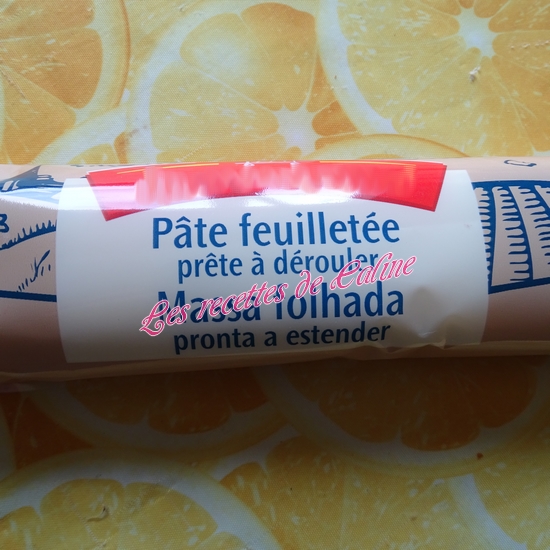 Pâte feuilletée
prête à dérouler
Les recettes de Caline
Massa folhada
pronta a estender